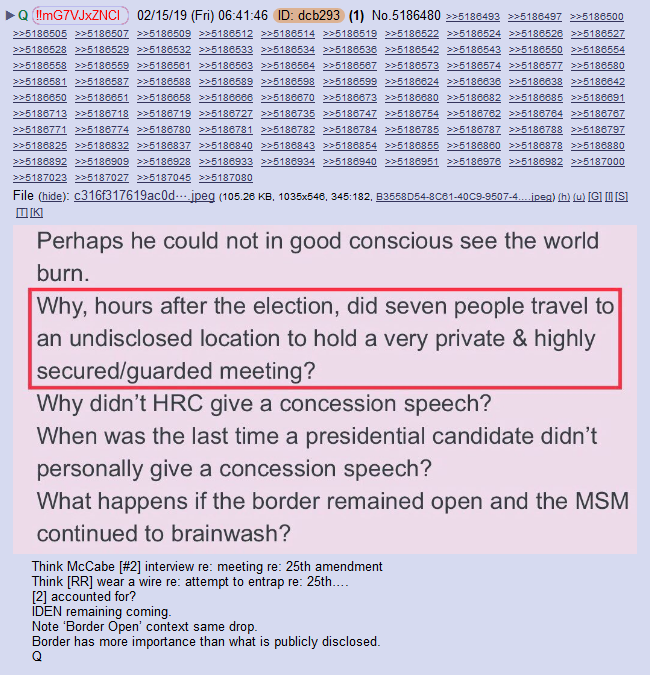 ▶ Q !!mG7VJxZNCI 02/15/19 (Fri) 06:41:46 ID: dcb293 (1) No.5186480 >>5186493 >>5186497 >>5186500
>>5186505 >>5186507 >>5186509 >>5186512 >>5186514 >>5186519 >>5186522 >>5186524 >>5186526 >>5186527
>>5186528 >>5186529 >>5186532 >>5186533 >>5186534 >>5186536 >>5186542 >>5186543 >>5186550 >>5186554
>>5186558 >>5186559 >>5186561 >>5186563 >>5186564 >>5186567 >>5186573 >>5186574 >>5186577 >>5186580
>>5186581 >>5186587 >>5186588 >>5186589 >>5186598 >>5186599 >>5186624 >>5186636 >>5186638 >>5186642
>>5186650 >>5186651 >>5186658 >>5186666 >>5186670 >>5186673 >>5186680 >>5186682 >>5186685 >>5186691
>>5186713 >>5186718 >>5186719 >>5186727 >>5186735 >>5186747 >>5186754 >>5186762 >>5186764 >>5186767
>>5186771 >>5186774 >>5186780 >>5186781 >>5186782 >>5186784 >>5186785 >>5186787 >>5186788 >>5186797
>>5186825 >>5186832 >>5186837 >>5186840 >>5186843 >>5186854 >>5186855 >>5186860 >>5186878 >>5186880
>>5186892 >>5186909 >>5186928 >>5186933 >>5186934 >>5186940 >>5186951 >>5186976 >>5186982 >>5187000
>>5187023 >>5187027 >>5187045 >>5187080
File (hide): c316f317619ac0d⋯.jpeg (105.26 KB, 1035x546, 345:182, B3558D54-8C61-40C9-9507-4….jpeg) (h) (u) [G] [I] [S]
[T] [K]
Perhaps he could not in good conscious see the world
burn.
Why, hours after the election, did seven people travel to
an undisclosed location to hold a very private & highly
secured/guarded meeting?
Why didn't HRC give a concession speech?
When was the last time a presidential candidate didn't
personally give a concession speech?
What happens if the border remained open and the MSM
continued to brainwash?
Think McCabe [#2] interview re: meeting re: 25th amendment
Think [RR] wear a wire re: attempt to entrap re: 25th….
[2] accounted for?
IDEN remaining coming.
Note 'Border Open' context same drop.
Border has more importance than what is publicly disclosed.
Q